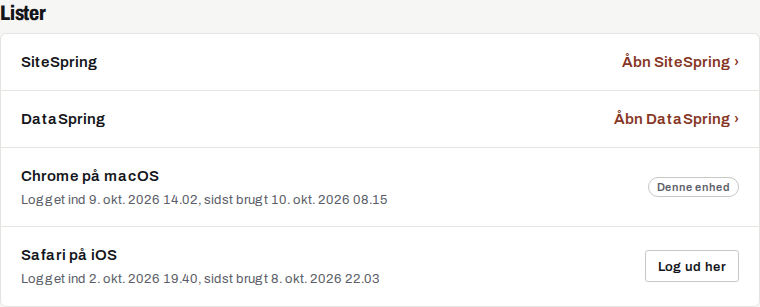 Lister
SiteSpring
Åbn SiteSpring ›
DataSpring
Åbn DataSpring ›
Chrome på macOS
Logget ind 9. okt. 2026 14.02, sidst brugt 10. okt. 2026 08.15
Denne enhed
Safari på iOS
Logget ind 2. okt. 2026 19.40, sidst brugt 8. okt. 2026 22.03
Log ud her